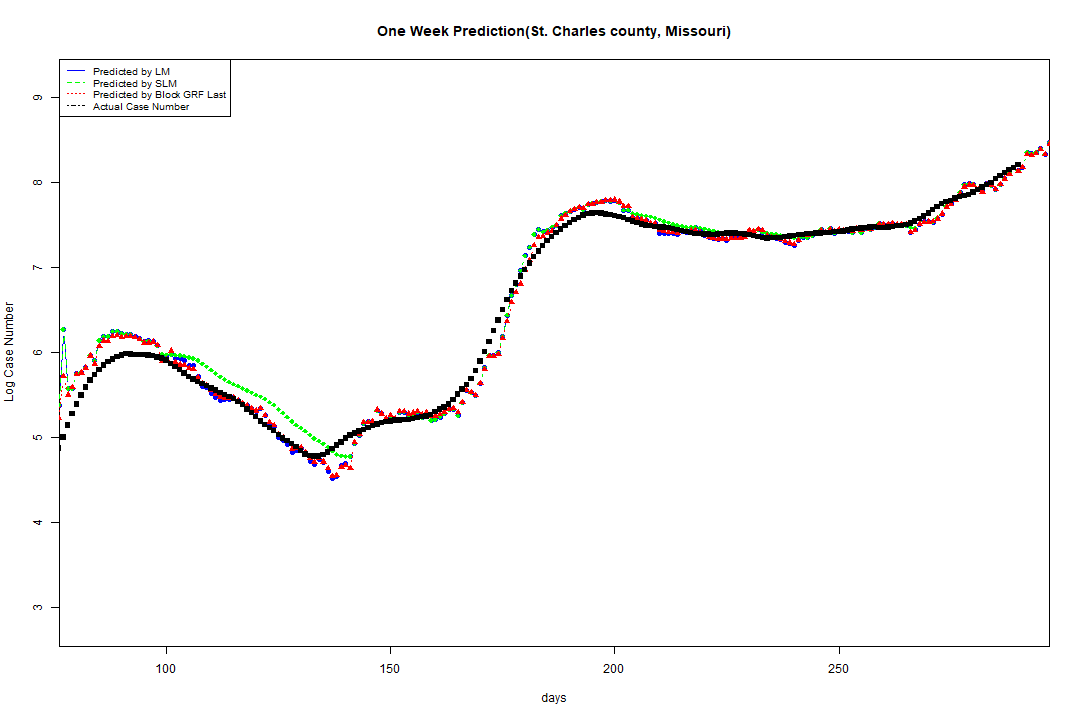 One Week Prediction(St. Charles county, Missouri)
Predicted by LM
Predicted by SLM
Predicted by Block GRF Last
Actual Case Number
Log Case Number
9
8
7
6
5
4
3
100 150 200 250
days